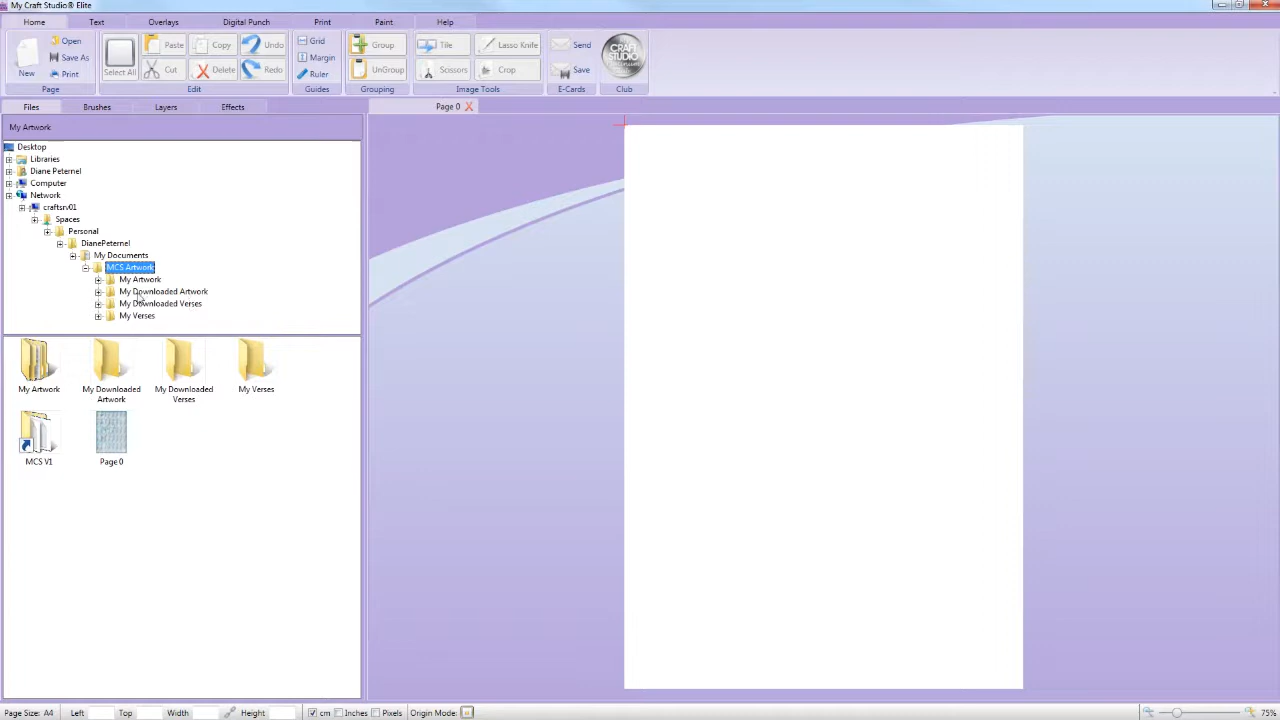 My Craft Studio® Elite
Home Text Overlays Digital Punch Print Paint Help
New Open Save As Print Page
Select All Paste Copy Undo Cut Delete Redo Edit
Grid Margin Ruler Guides
Group UnGroup Grouping
Tile Lasso Knife Scissors Crop Image Tools
Send Save E-Cards
CRAFT STUDIO Club
Files Brushes Layers Effects
Page 0
My Artwork
Desktop
Libraries
Diane Peternel
Computer
Network
craftsrv01
Spaces
Personal
DianePeternel
My Documents
MCS Artwork
My Artwork
My Downloaded Artwork
My Downloaded Verses
My Verses
My Artwork
My Downloaded Artwork
My Downloaded Verses
My Verses
MCS V1
Page 0
Page Size: A4 Left Top Width Height cm Inches Pixels Origin Mode: 75%